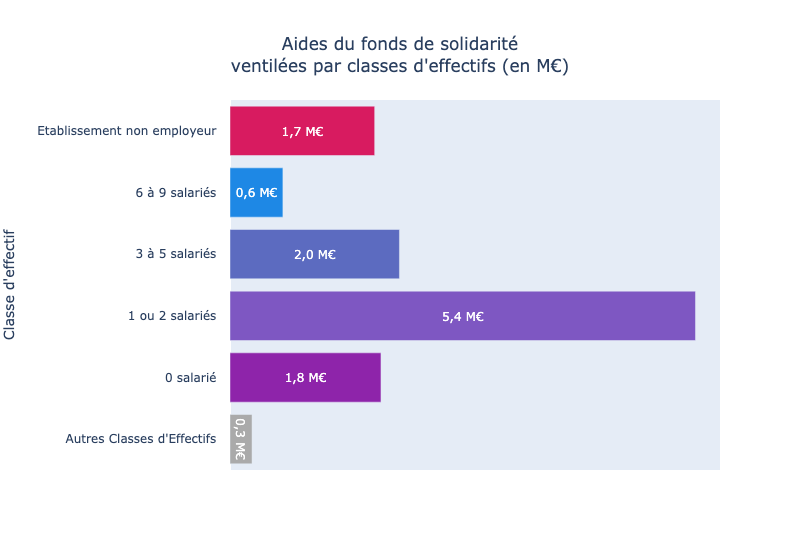 Aides du fonds de solidarité
ventilées par classes d'effectifs (en M€)
Classe d'effectif
Etablissement non employeur
1,7 M€
6 à 9 salariés
0,6 M€
3 à 5 salariés
2,0 M€
1 ou 2 salariés
5,4 M€
0 salarié
1,8 M€
Autres Classes d'Effectifs
0,3 M€